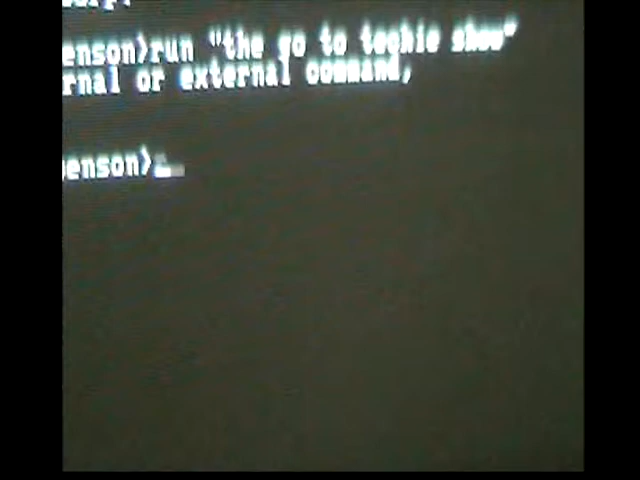 enson>run "the go to techie show"
rnal or external command,
enson>